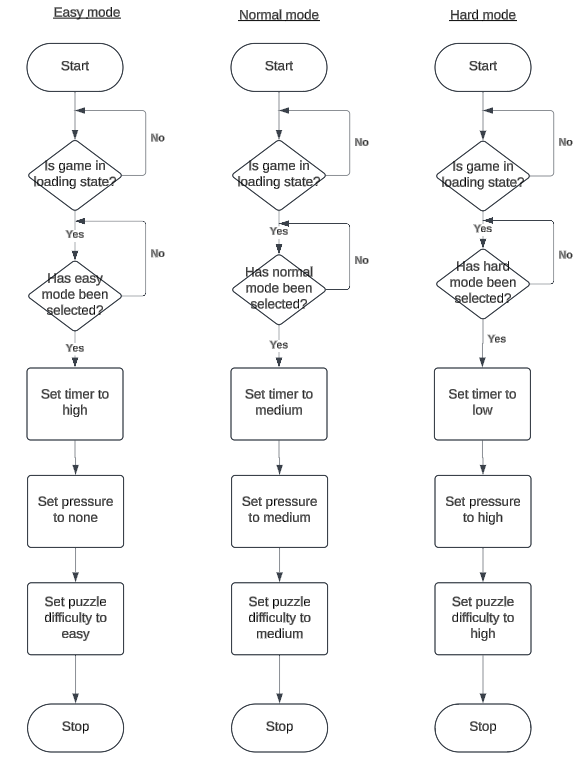 Easy mode
Start
No
Is game in
loading state?
Yes
No
Has easy
mode been
selected?
Yes
Set timer to
high
Set pressure
to none
Set puzzle
difficulty to
easy
Stop
Normal mode
Start
No
Is game in
loading state?
Yes
No
Has normal
mode been
selected?
Yes
Set timer to
medium
Set pressure
to medium
Set puzzle
difficulty to
medium
Stop
Hard mode
Start
No
Is game in
loading state?
Yes
No
Has hard
mode been
selected?
Yes
Set timer to
low
Set pressure
to high
Set puzzle
difficulty to
high
Stop